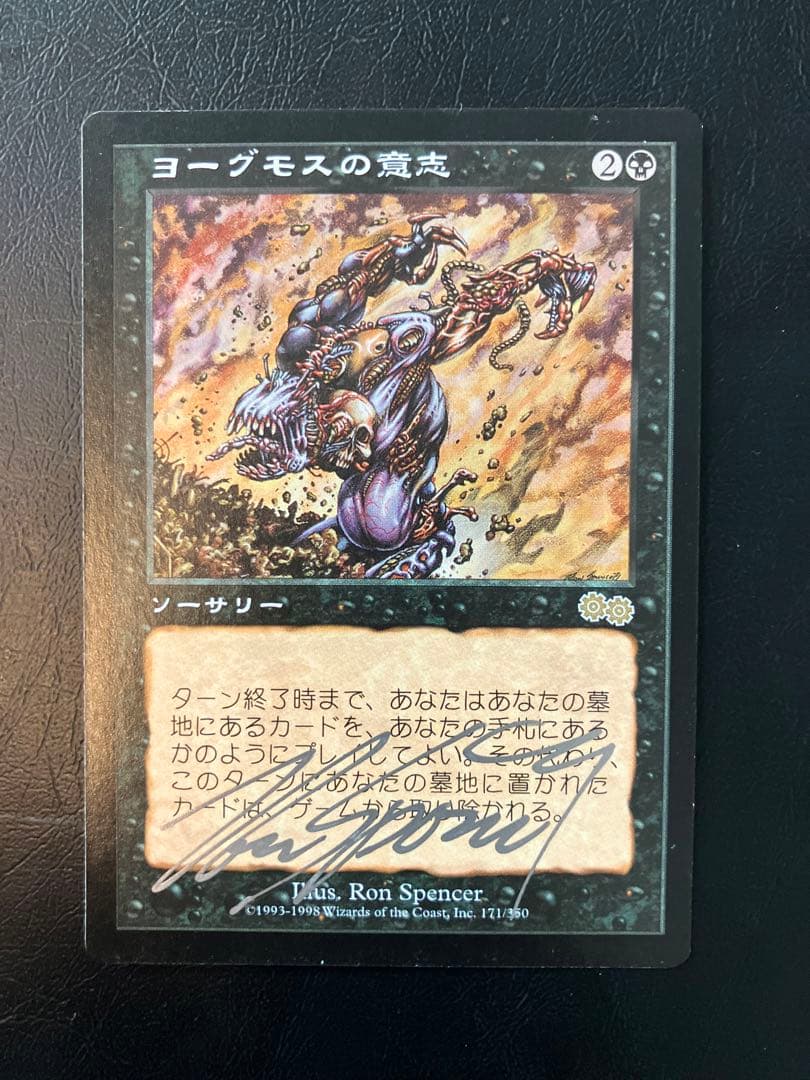 ヨーグモスの意志
2
ソーサリー
ターン終了時まで、あなたはあなたの墓
地にあるカードを、あなたの手札にある
かのようにプレイしてよい。その代わり、
このターンにあなたの墓地に置かれた
カードは、ゲームから取り除かれる。
Illus. Ron Spencer
©1993-1998 Wizards of the Coast, Inc. 171/350